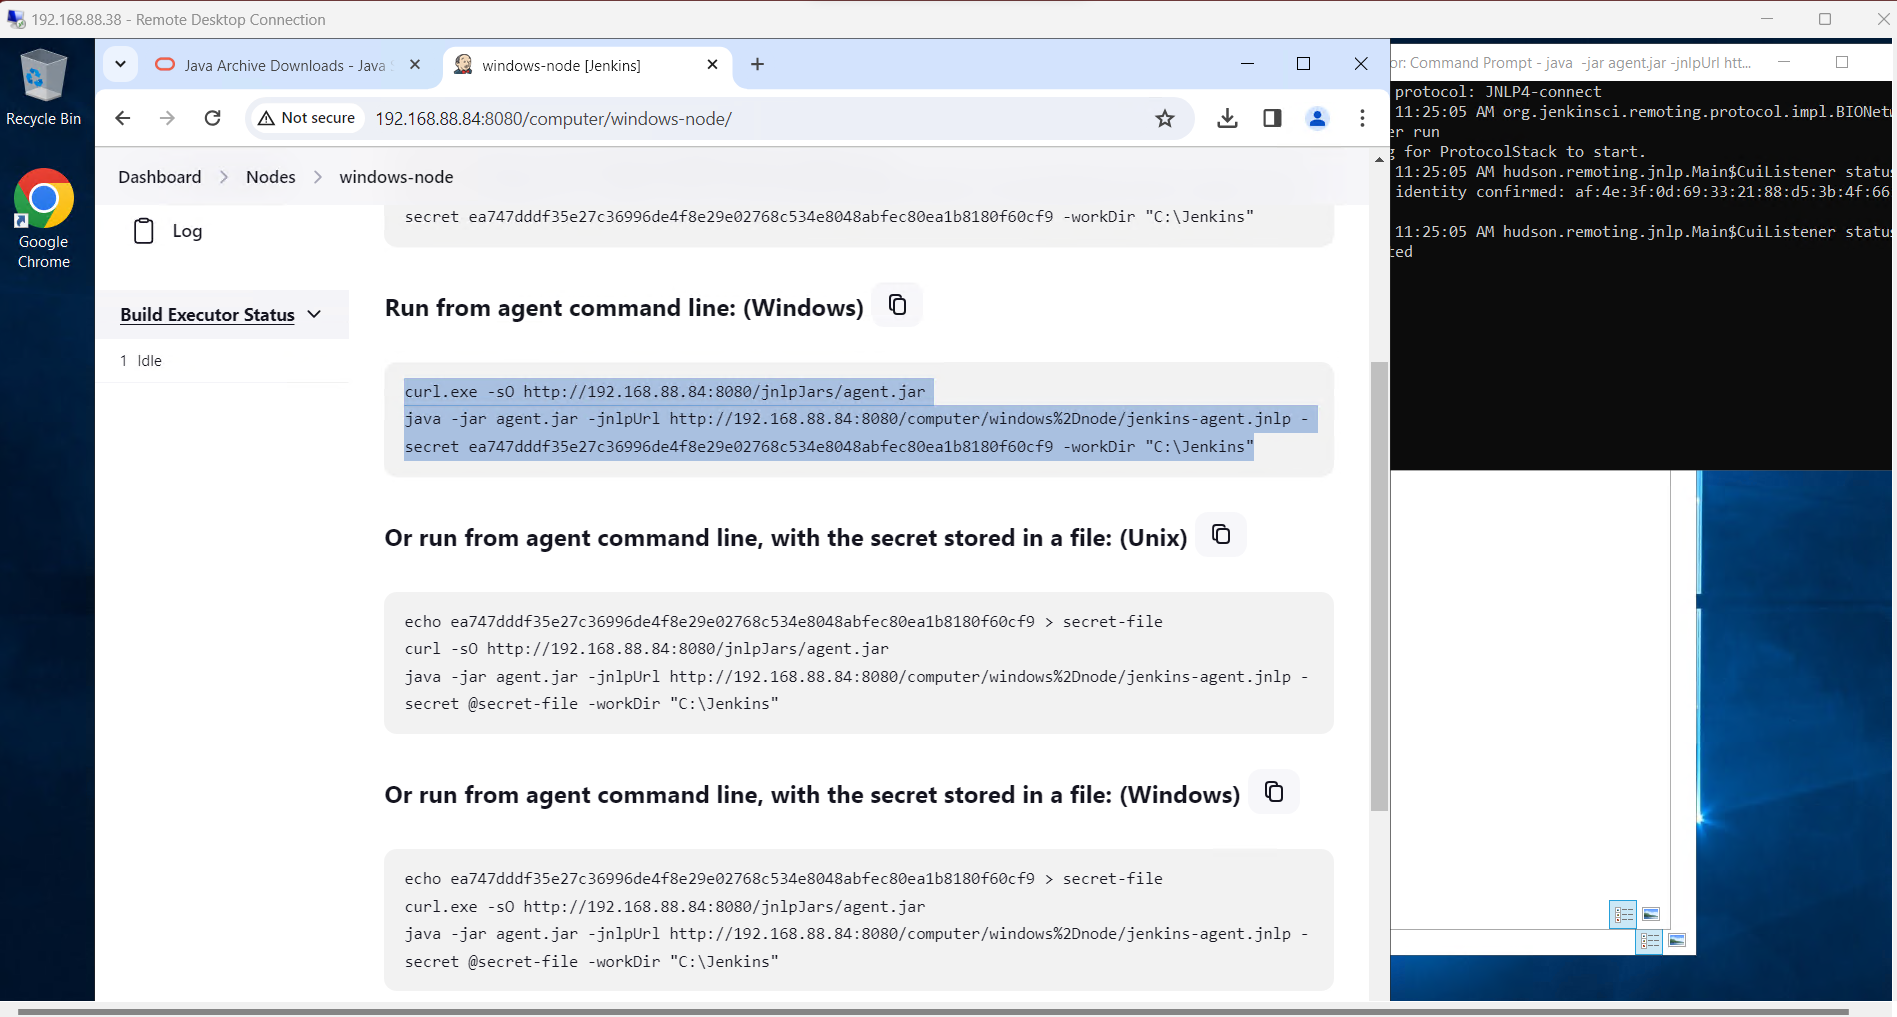 192.168.88.38 - Remote Desktop Connection
Recycle Bin
Google
Chrome
Java Archive Downloads - Java
windows-node [Jenkins]
Not secure
192.168.88.84:8080/computer/windows-node/
Dashboard > Nodes > windows-node
Log
Build Executor Status
1 Idle
secret ea747dddf35e27c36996de4f8e29e02768c534e8048abfec80ea1b8180f60cf9 -workDir "C:\Jenkins"
Run from agent command line: (Windows)
curl.exe -sO http://192.168.88.84:8080/jnlpJars/agent.jar
java -jar agent.jar -jnlpUrl http://192.168.88.84:8080/computer/windows%2Dnode/jenkins-agent.jnlp -
secret ea747dddf35e27c36996de4f8e29e02768c534e8048abfec80ea1b8180f60cf9 -workDir "C:\Jenkins"
Or run from agent command line, with the secret stored in a file: (Unix)
echo ea747dddf35e27c36996de4f8e29e02768c534e8048abfec80ea1b8180f60cf9 > secret-file
curl -sO http://192.168.88.84:8080/jnlpJars/agent.jar
java -jar agent.jar -jnlpUrl http://192.168.88.84:8080/computer/windows%2Dnode/jenkins-agent.jnlp -
secret @secret-file -workDir "C:\Jenkins"
Or run from agent command line, with the secret stored in a file: (Windows)
echo ea747dddf35e27c36996de4f8e29e02768c534e8048abfec80ea1b8180f60cf9 > secret-file
curl.exe -sO http://192.168.88.84:8080/jnlpJars/agent.jar
java -jar agent.jar -jnlpUrl http://192.168.88.84:8080/computer/windows%2Dnode/jenkins-agent.jnlp -
secret @secret-file -workDir "C:\Jenkins"
or: Command Prompt - java -jar agent.jar -jnlpUrl htt...
protocol: JNLP4-connect
11:25:05 AM org.jenkinsci.remoting.protocol.impl.BIONetw
er run
g for ProtocolStack to start.
11:25:05 AM hudson.remoting.jnlp.Main$CuiListener statu
identity confirmed: af:4e:3f:0d:69:33:21:88:d5:3b:4f:66
11:25:05 AM hudson.remoting.jnlp.Main$CuiListener statu
ted